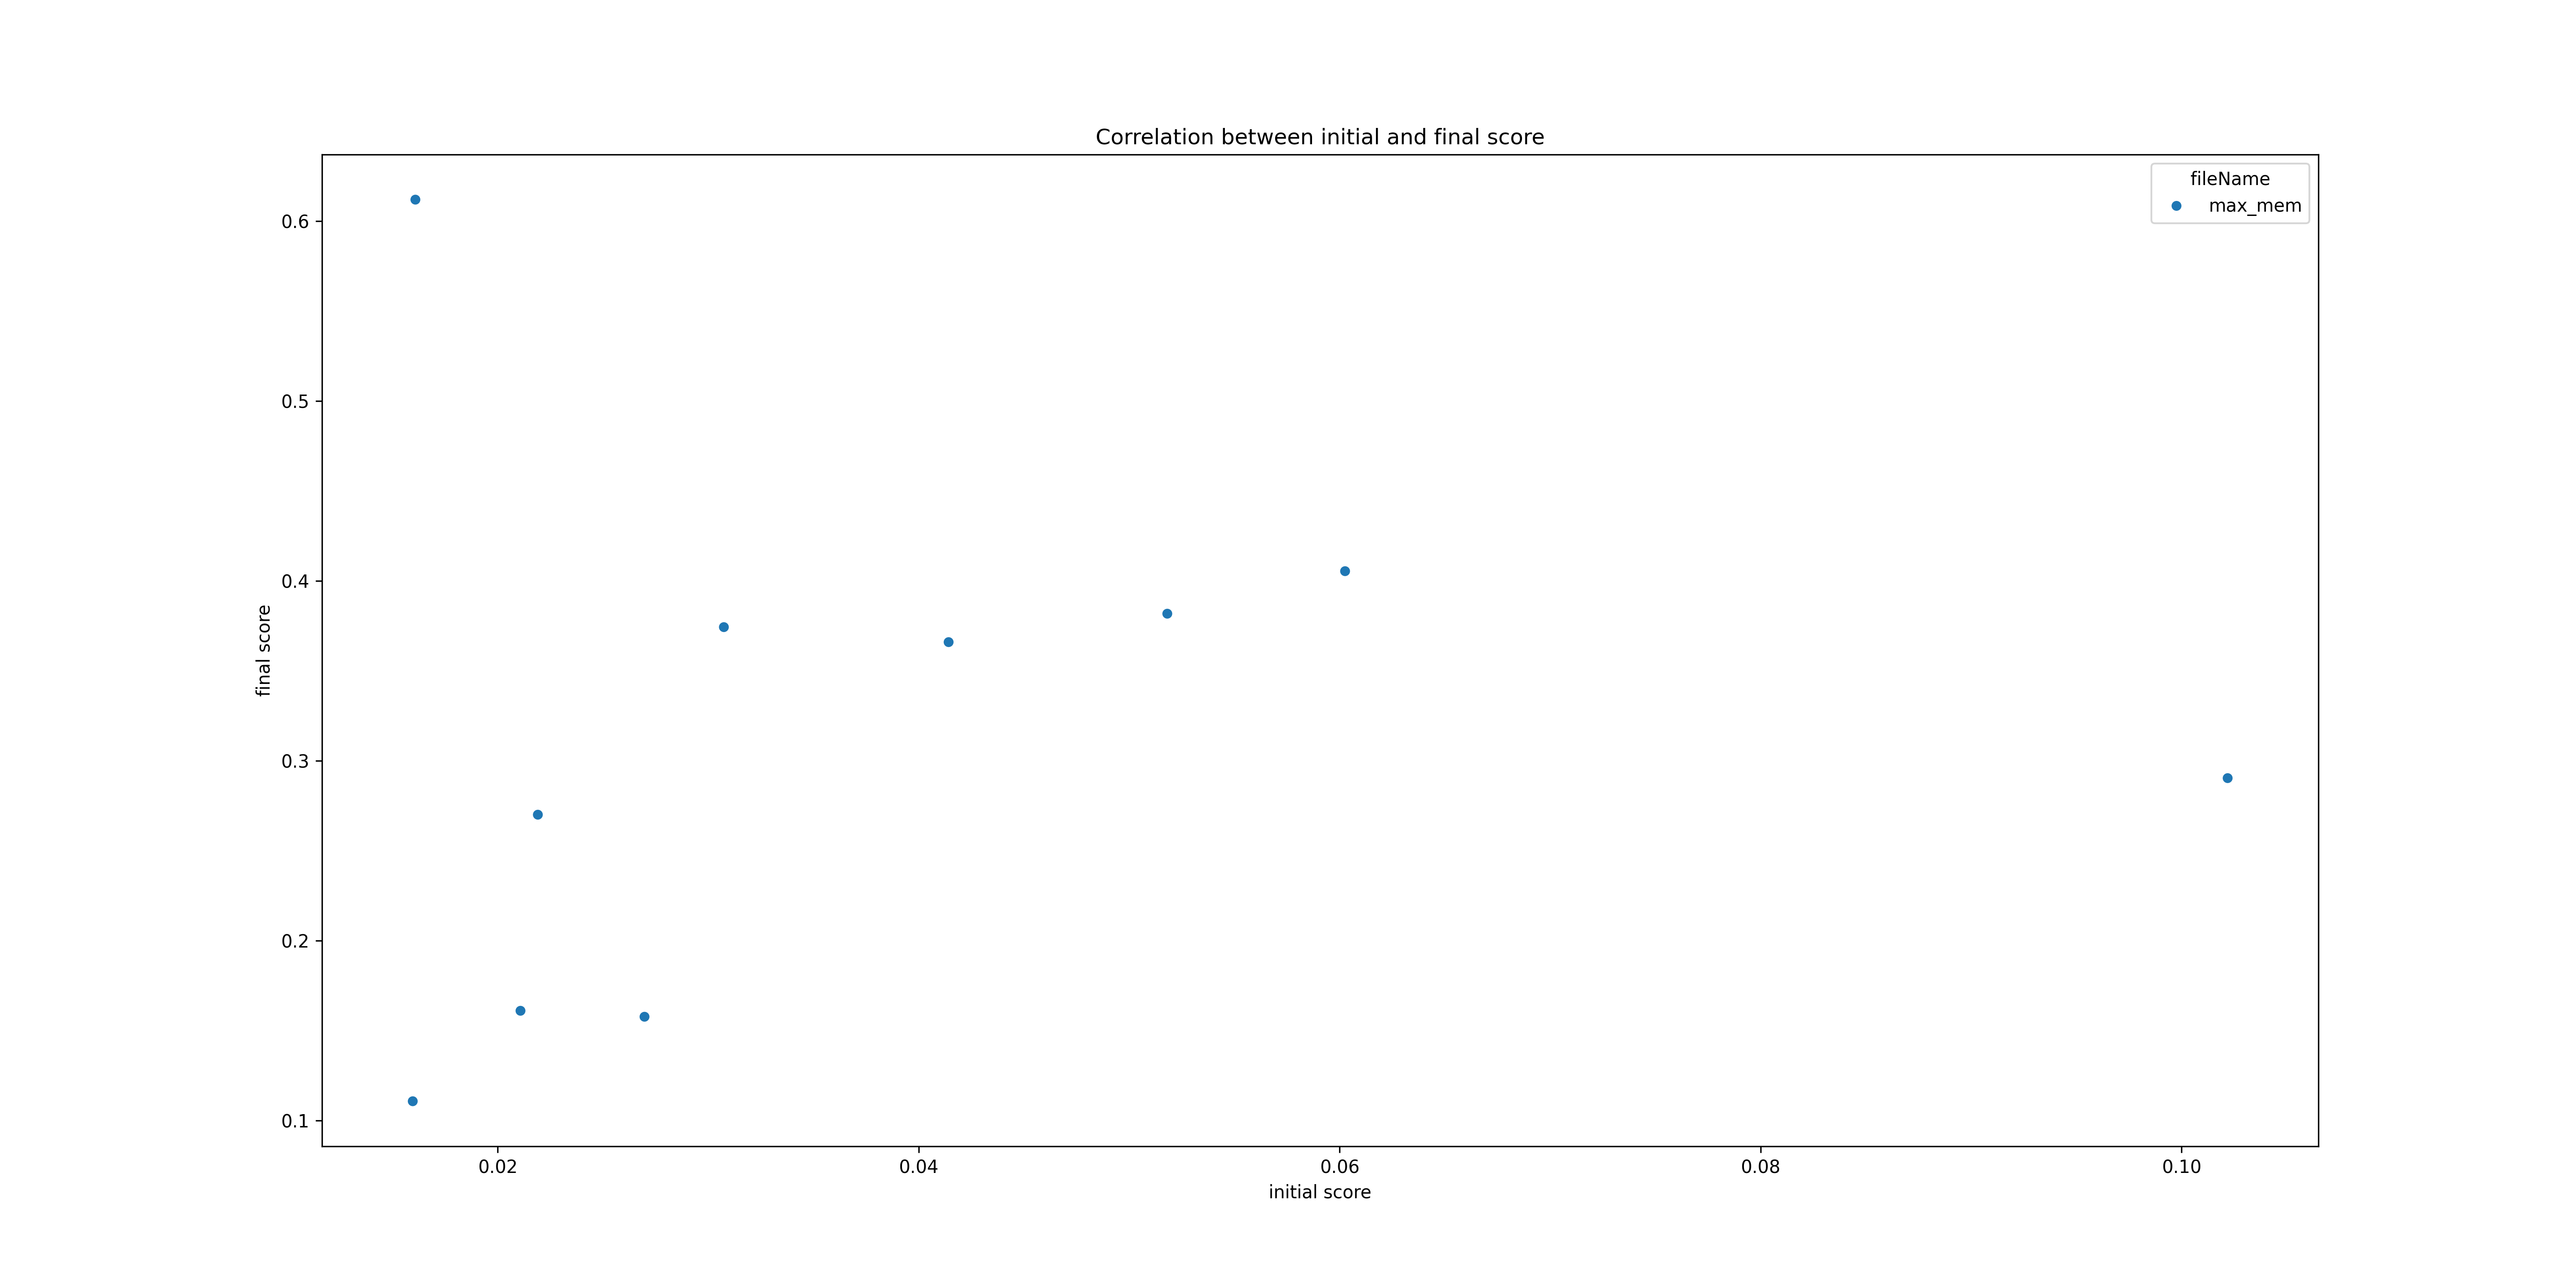 Correlation between initial and final score
fileName
max_mem
0.6
0.5
0.4
0.3
0.2
0.1
final score
0.02
0.04
0.06
0.08
0.10
initial score